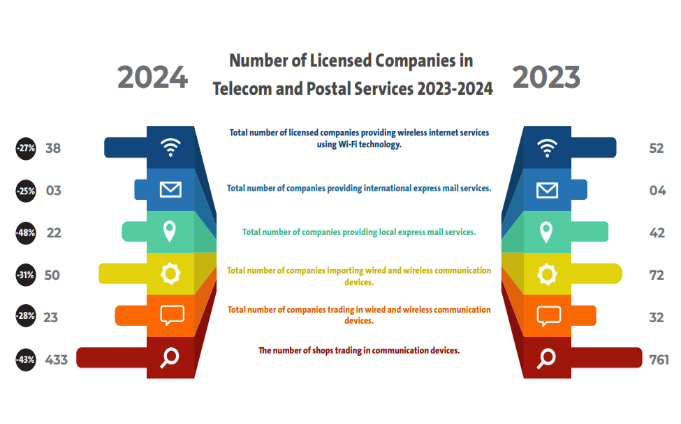 2024
Number of Licensed Companies in
Telecom and Postal Services 2023-2024
2023
-27% 38
Total number of licensed companies providing wireless internet services
using Wi-Fi technology.
52
-25% 03
Total number of companies providing international express mail services.
04
-48% 22
Total number of companies providing local express mail services.
42
-31% 50
Total number of companies importing wired and wireless communication
devices.
72
-28% 23
Total number of companies trading in wired and wireless communication
devices.
32
-43% 433
The number of shops trading in communication devices.
761